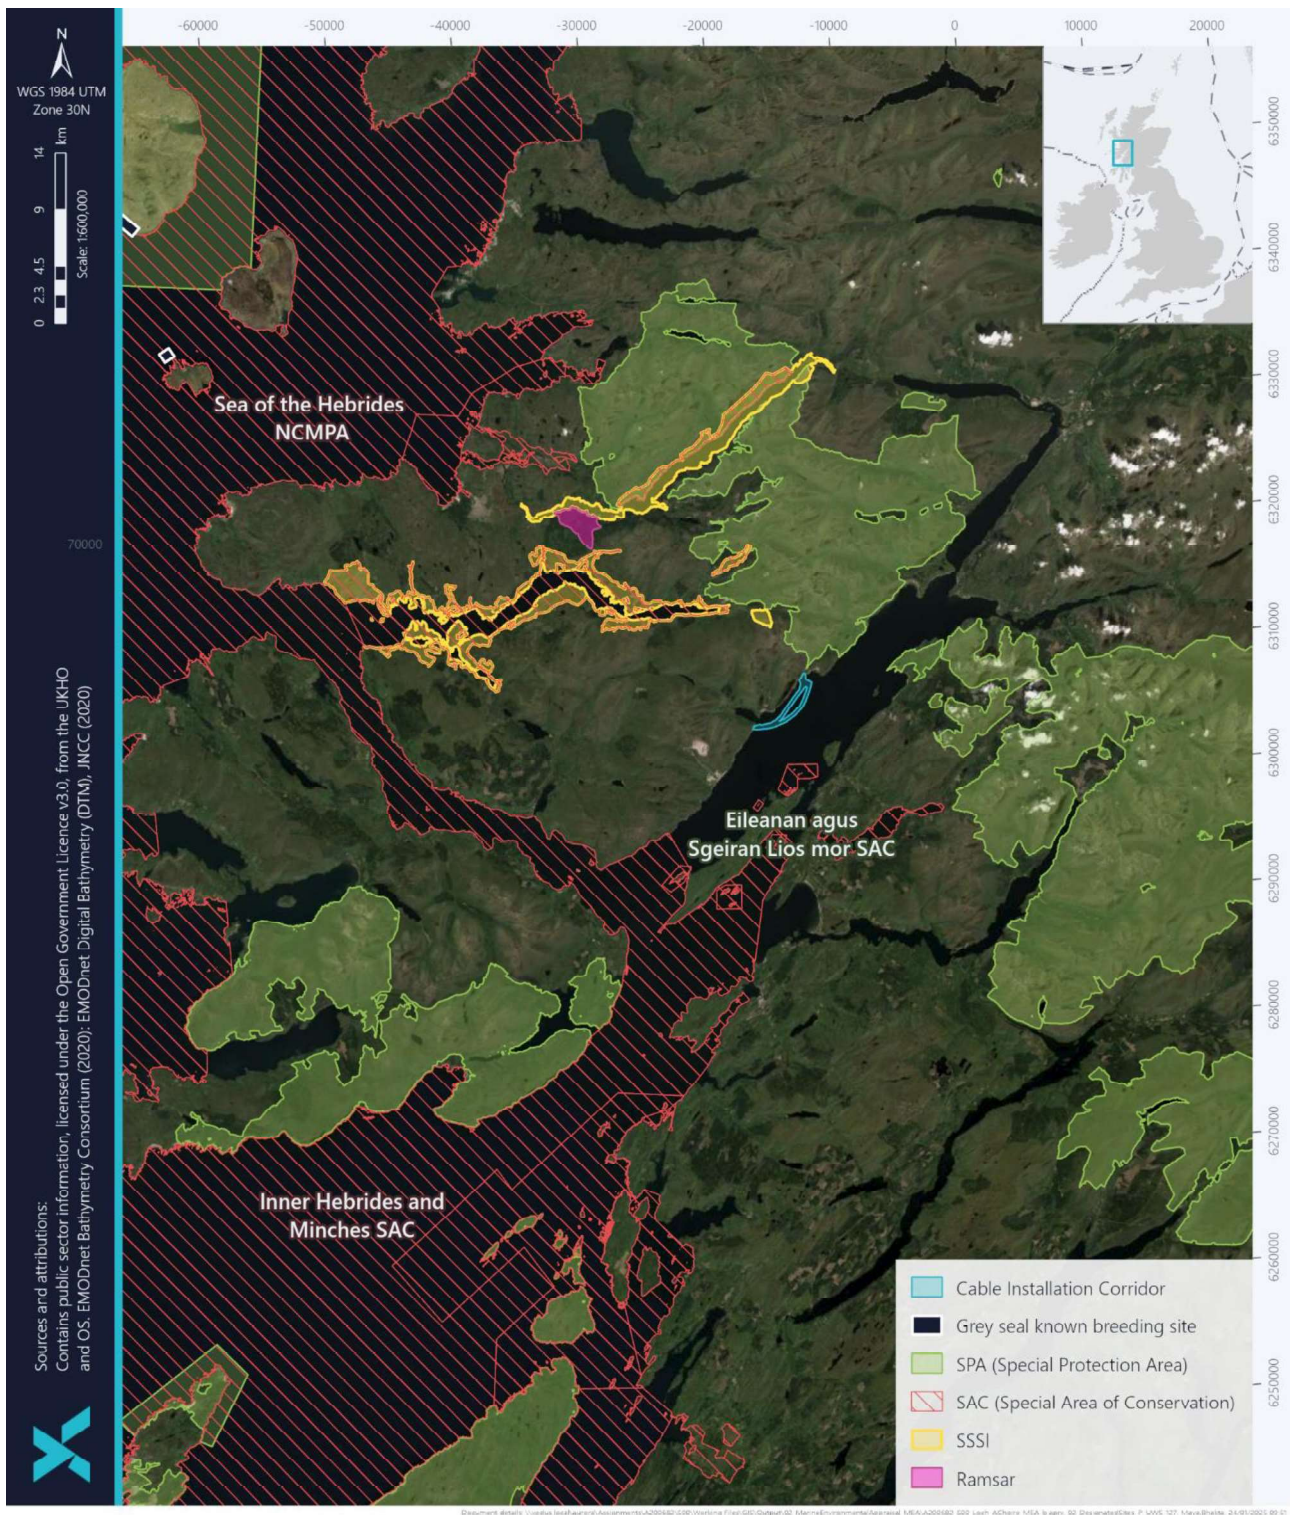 -60000 -50000 -40000 -30000 -20000 -10000 0 10000 20000
N
WGS 1984 UTM
Zone 30N
km
0 2.3 4.5 9 14
Scale: 1:600,000
70000
Sources and attributions:
Contains public sector information, licensed under the Open Government Licence v3.0, from the UKHO
and OS. EMODnet Bathymetry Consortium (2020): EMODnet Digital Bathymetry (DTM), JNCC (2020)
6350000
6340000
6330000
6320000
6310000
6300000
6290000
6280000
6270000
6260000
6250000
Sea of the Hebrides
NCMPA
Eileanan agus
Sgeiran Lios mor SAC
Inner Hebrides and
Minches SAC
Cable Installation Corridor
Grey seal known breeding site
SPA (Special Protection Area)
SAC (Special Area of Conservation)
SSSI
Ramsar